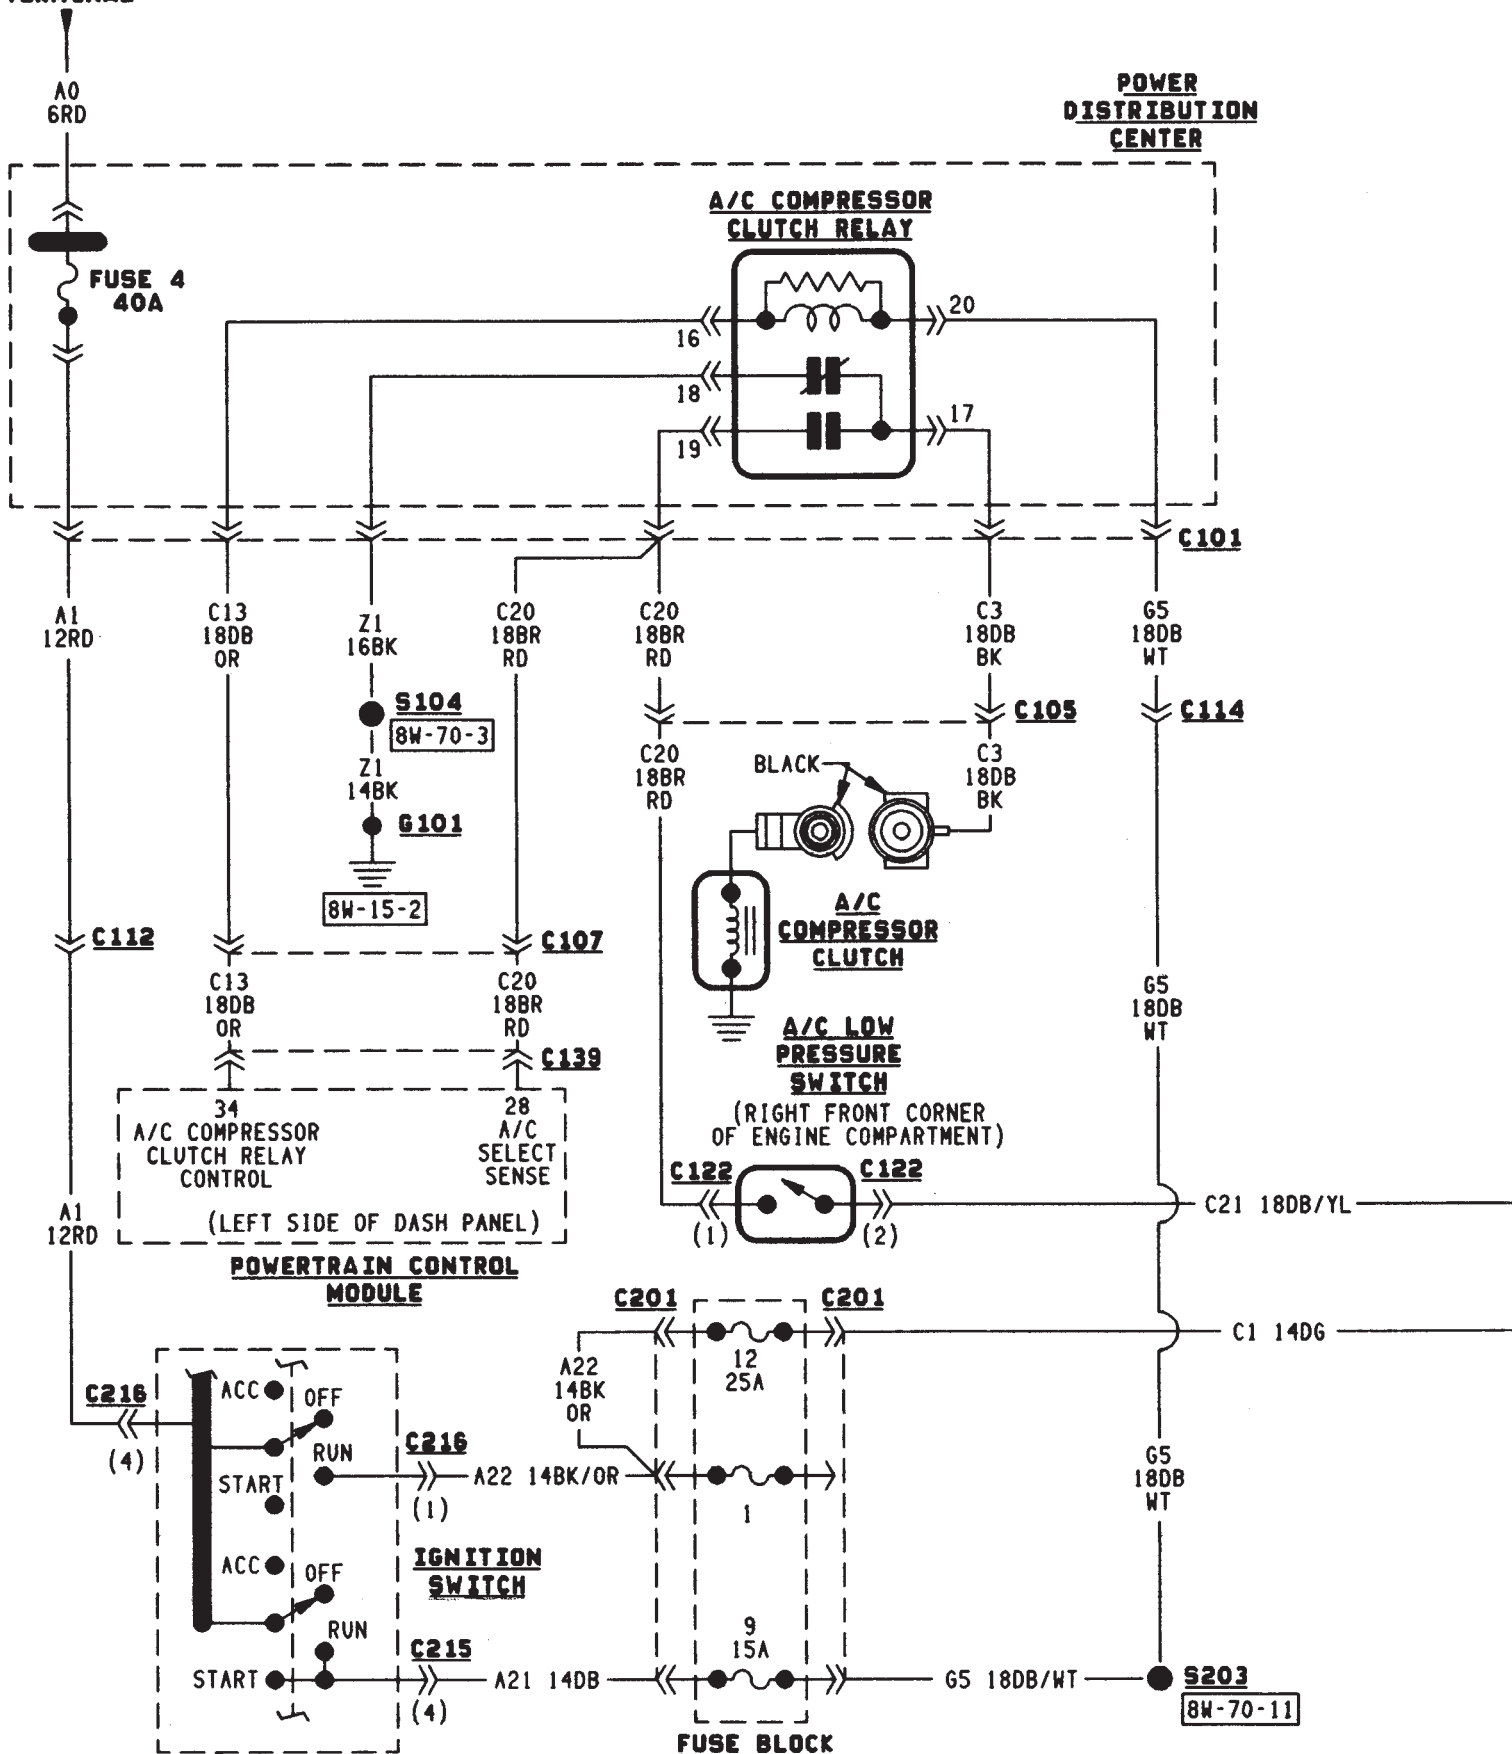 A0
6RD
POWER
DISTRIBUTION
CENTER
A/C COMPRESSOR
CLUTCH RELAY
FUSE 4
40A
16
20
18
17
19
C101
A1
12RD
C13
18DB
OR
Z1
16BK
C20
18BR
RD
C20
18BR
RD
C3
18DB
BK
G5
18DB
WT
S104
8W-70-3
C105
C114
Z1
14BK
C20
18BR
RD
BLACK
C3
18DB
BK
G101
8W-15-2
A/C
COMPRESSOR
CLUTCH
C112
C107
C13
18DB
OR
C20
18BR
RD
G5
18DB
WT
C139
A/C LOW
PRESSURE
SWITCH
(RIGHT FRONT CORNER
OF ENGINE COMPARTMENT)
34
A/C COMPRESSOR
CLUTCH RELAY
CONTROL
28
A/C
SELECT
SENSE
(LEFT SIDE OF DASH PANEL)
POWERTRAIN CONTROL
MODULE
C122
C122
(1)
(2)
C21 18DB/YL
A1
12RD
C201
C201
12
25A
C1 14DG
A22
14BK
OR
C216
(4)
ACC
OFF
RUN
START
C216
A22 14BK/OR
(1)
1
G5
18DB
WT
IGNITION
SWITCH
ACC
OFF
RUN
START
C215
A21 14DB
(4)
9
15A
G5 18DB/WT
S203
8W-70-11
FUSE BLOCK